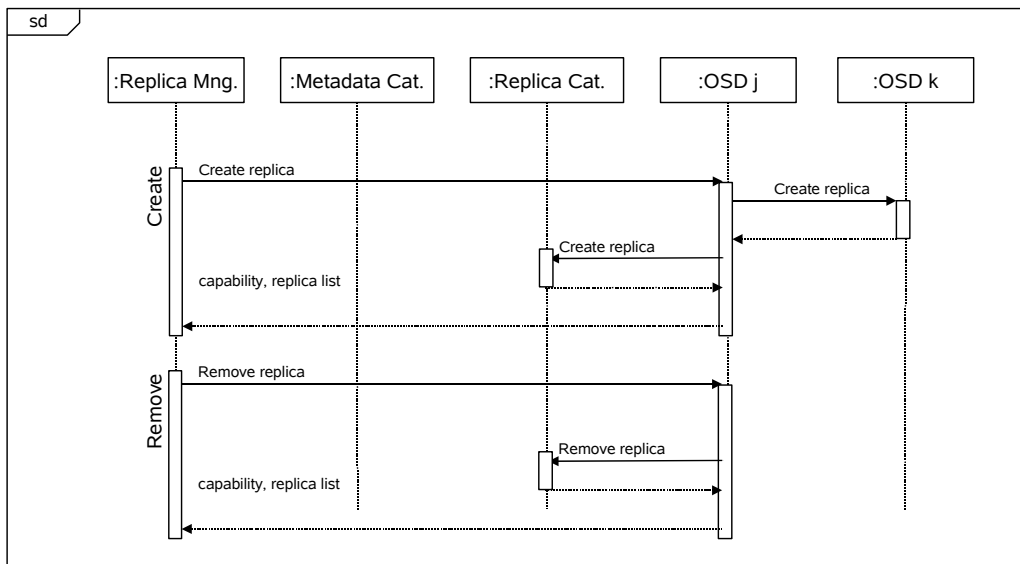 sd
:Replica Mng.
:Metadata Cat.
:Replica Cat.
:OSD j
:OSD k
Create
Create replica
Create replica
Create replica
capability, replica list
Remove
Remove replica
Remove replica
capability, replica list